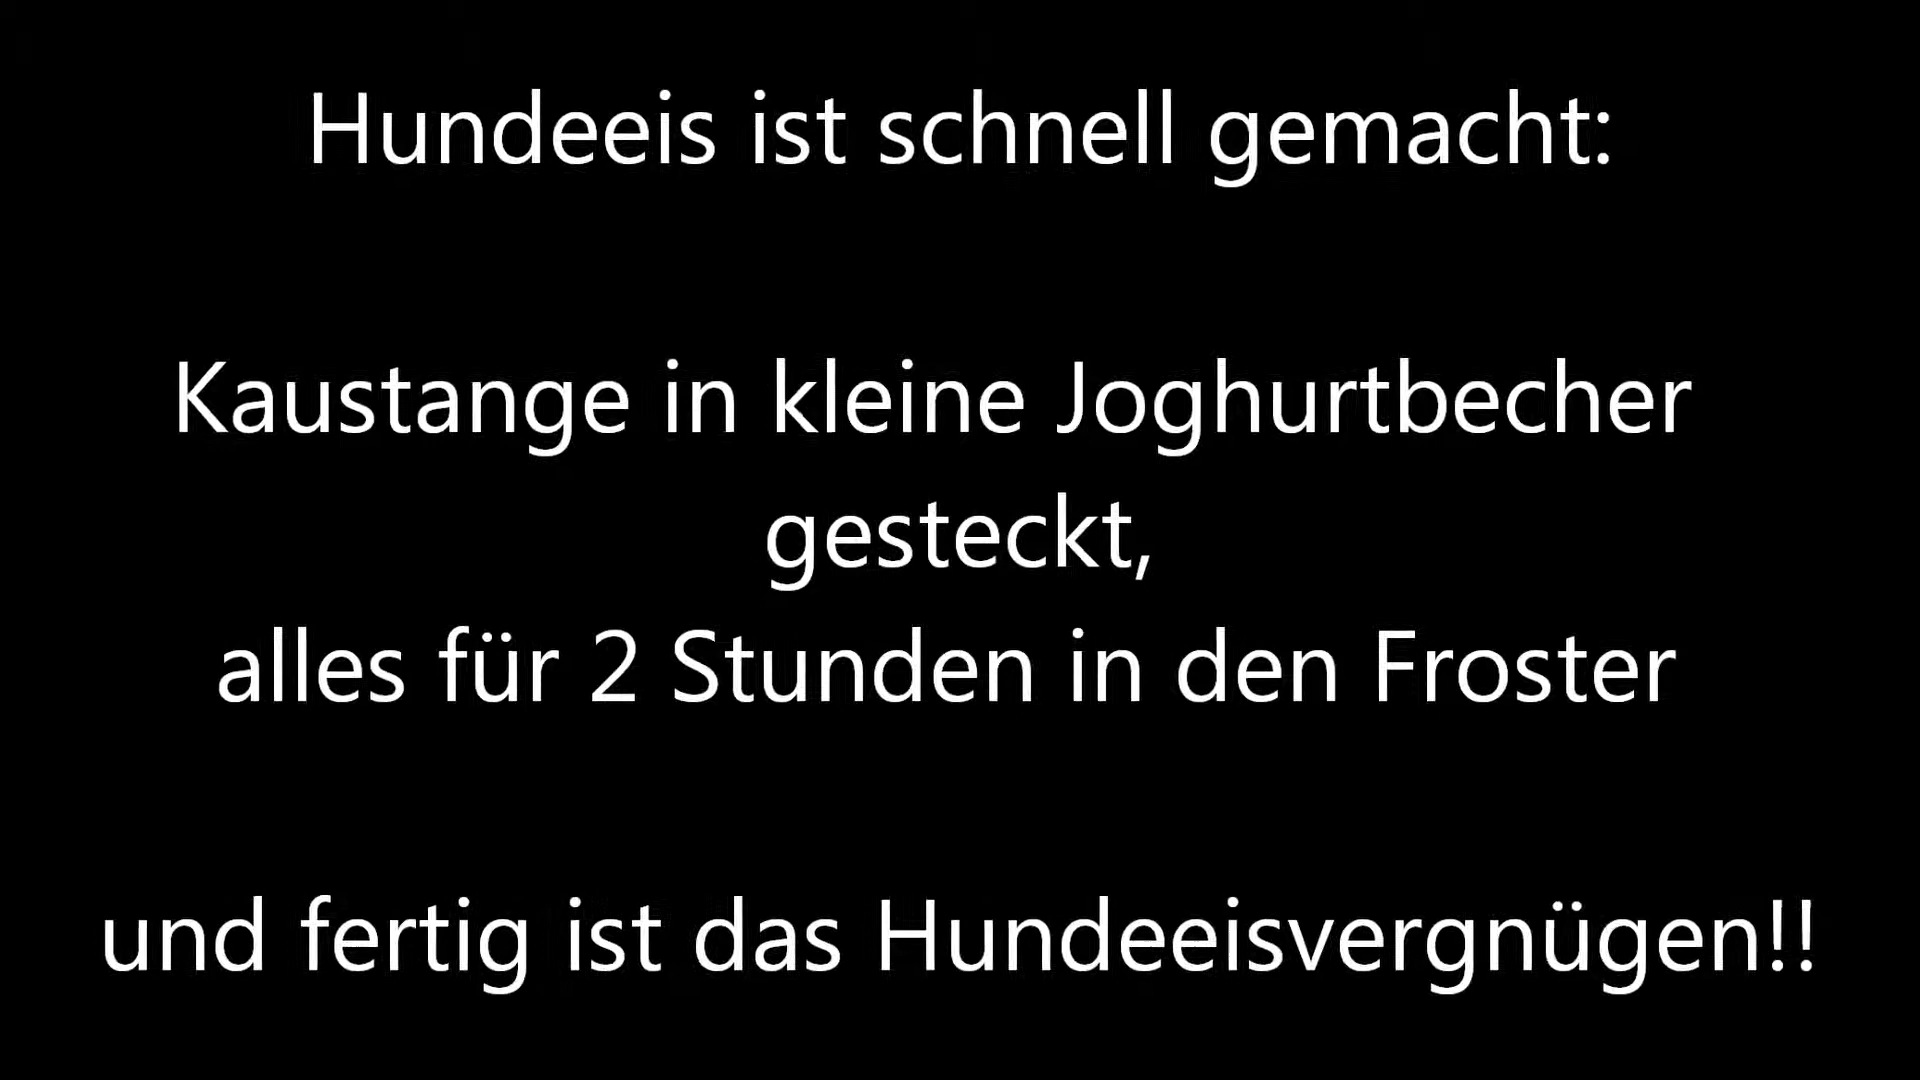 Hundeeis ist schnell gemacht:
Kaustange in kleine Joghurtbecher
gesteckt,
alles für 2 Stunden in den Froster
und fertig ist das Hundeeisvergnügen!!